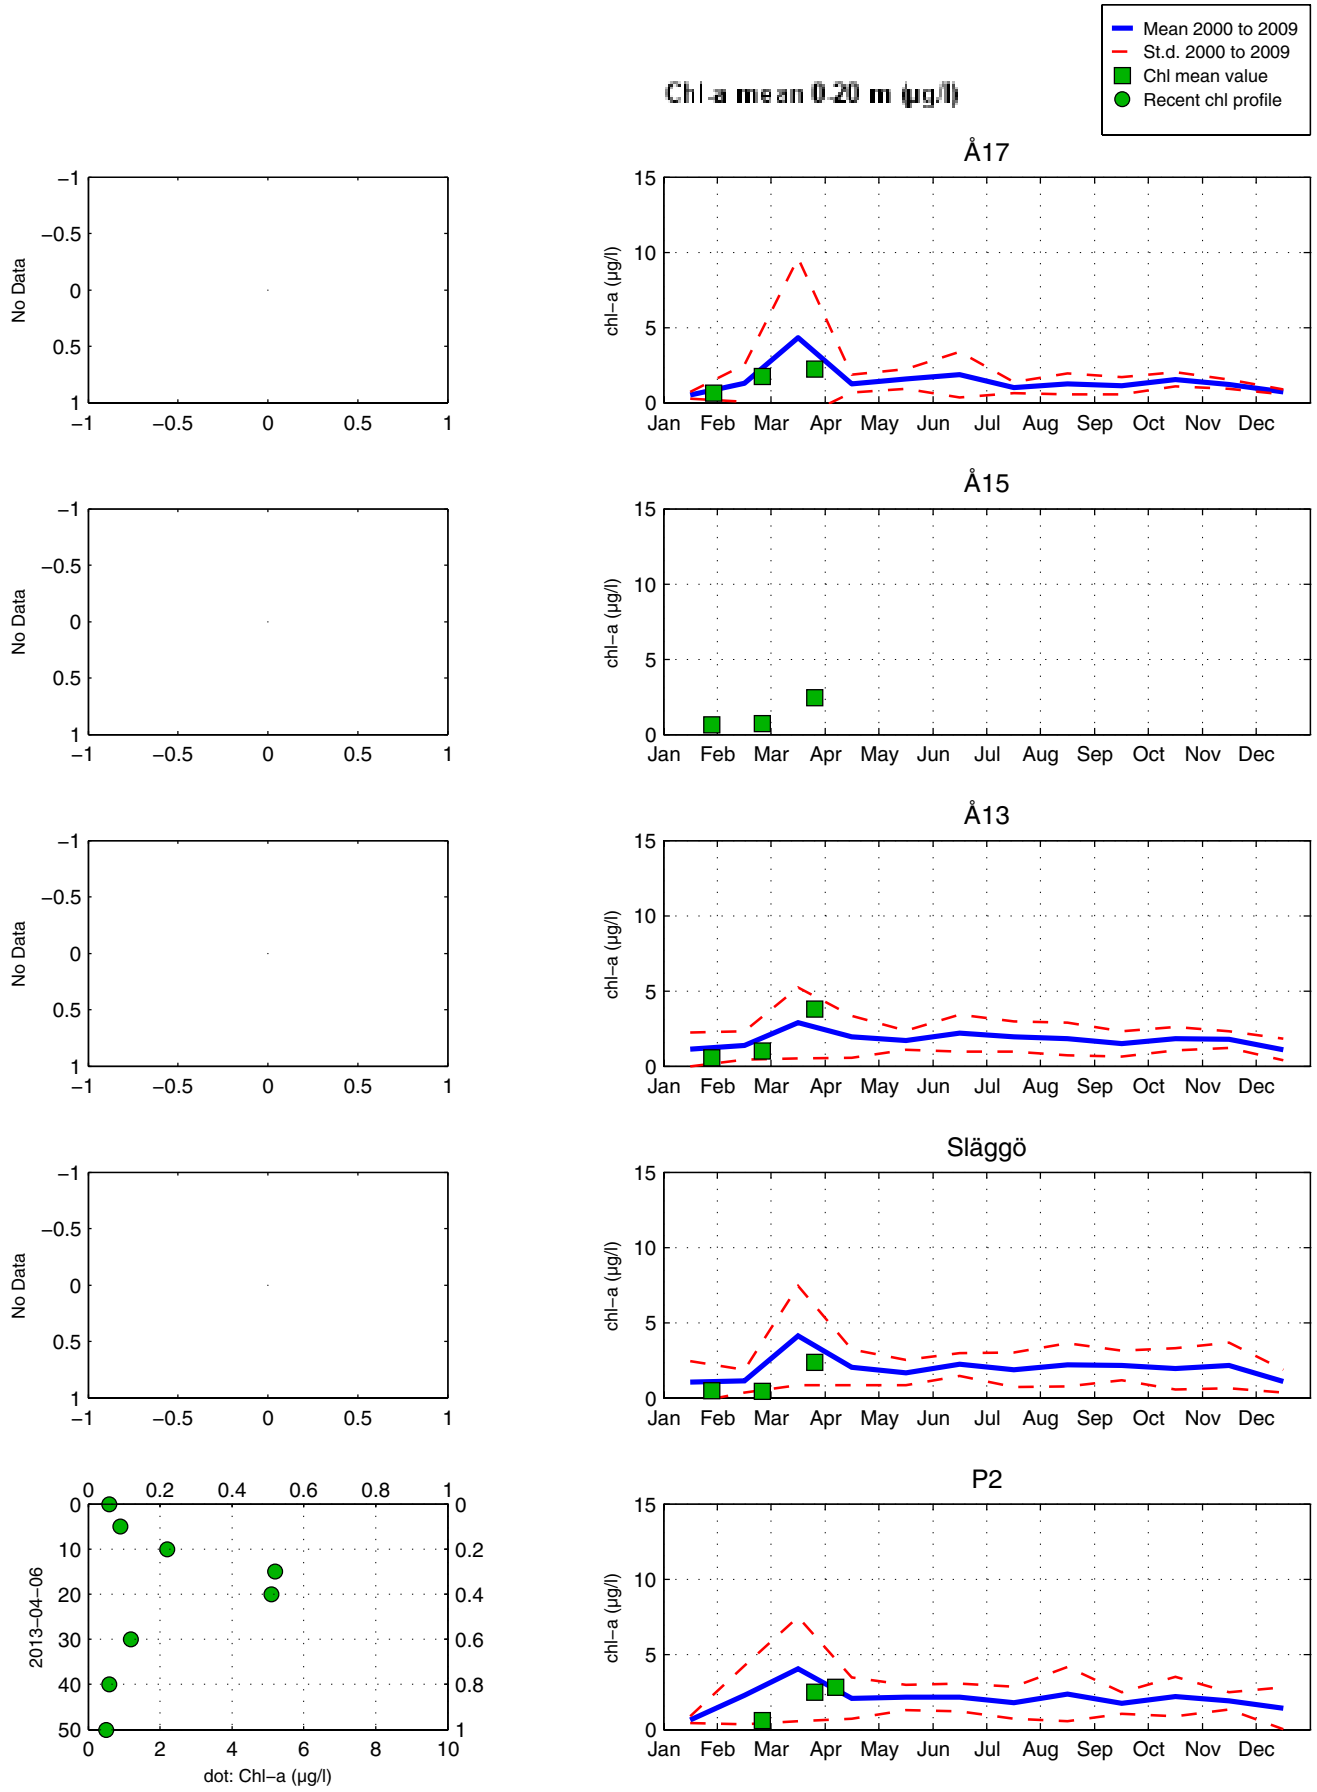 Mean 2000 to 2009
St.d. 2000 to 2009
Chl mean value
Recent chl profile
Chl-a mean 0-20 m (µg/l)
No Data
−1
−0.5
0
0.5
1
−1 −0.5 0 0.5 1
Å17
chl−a (µg/l)
15
10
5
0
Jan Feb Mar Apr May Jun Jul Aug Sep Oct Nov Dec
No Data
−1
−0.5
0
0.5
1
−1 −0.5 0 0.5 1
Å15
chl−a (µg/l)
15
10
5
0
Jan Feb Mar Apr May Jun Jul Aug Sep Oct Nov Dec
No Data
−1
−0.5
0
0.5
1
−1 −0.5 0 0.5 1
Å13
chl−a (µg/l)
15
10
5
0
Jan Feb Mar Apr May Jun Jul Aug Sep Oct Nov Dec
No Data
−1
−0.5
0
0.5
1
−1 −0.5 0 0.5 1
Släggö
chl−a (µg/l)
15
10
5
0
Jan Feb Mar Apr May Jun Jul Aug Sep Oct Nov Dec
0 0.2 0.4 0.6 0.8 1
2013−04−06
0
10
20
30
40
50
0
0.2
0.4
0.6
0.8
1
0 2 4 6 8 10
dot: Chl−a (µg/l)
P2
chl−a (µg/l)
15
10
5
0
Jan Feb Mar Apr May Jun Jul Aug Sep Oct Nov Dec